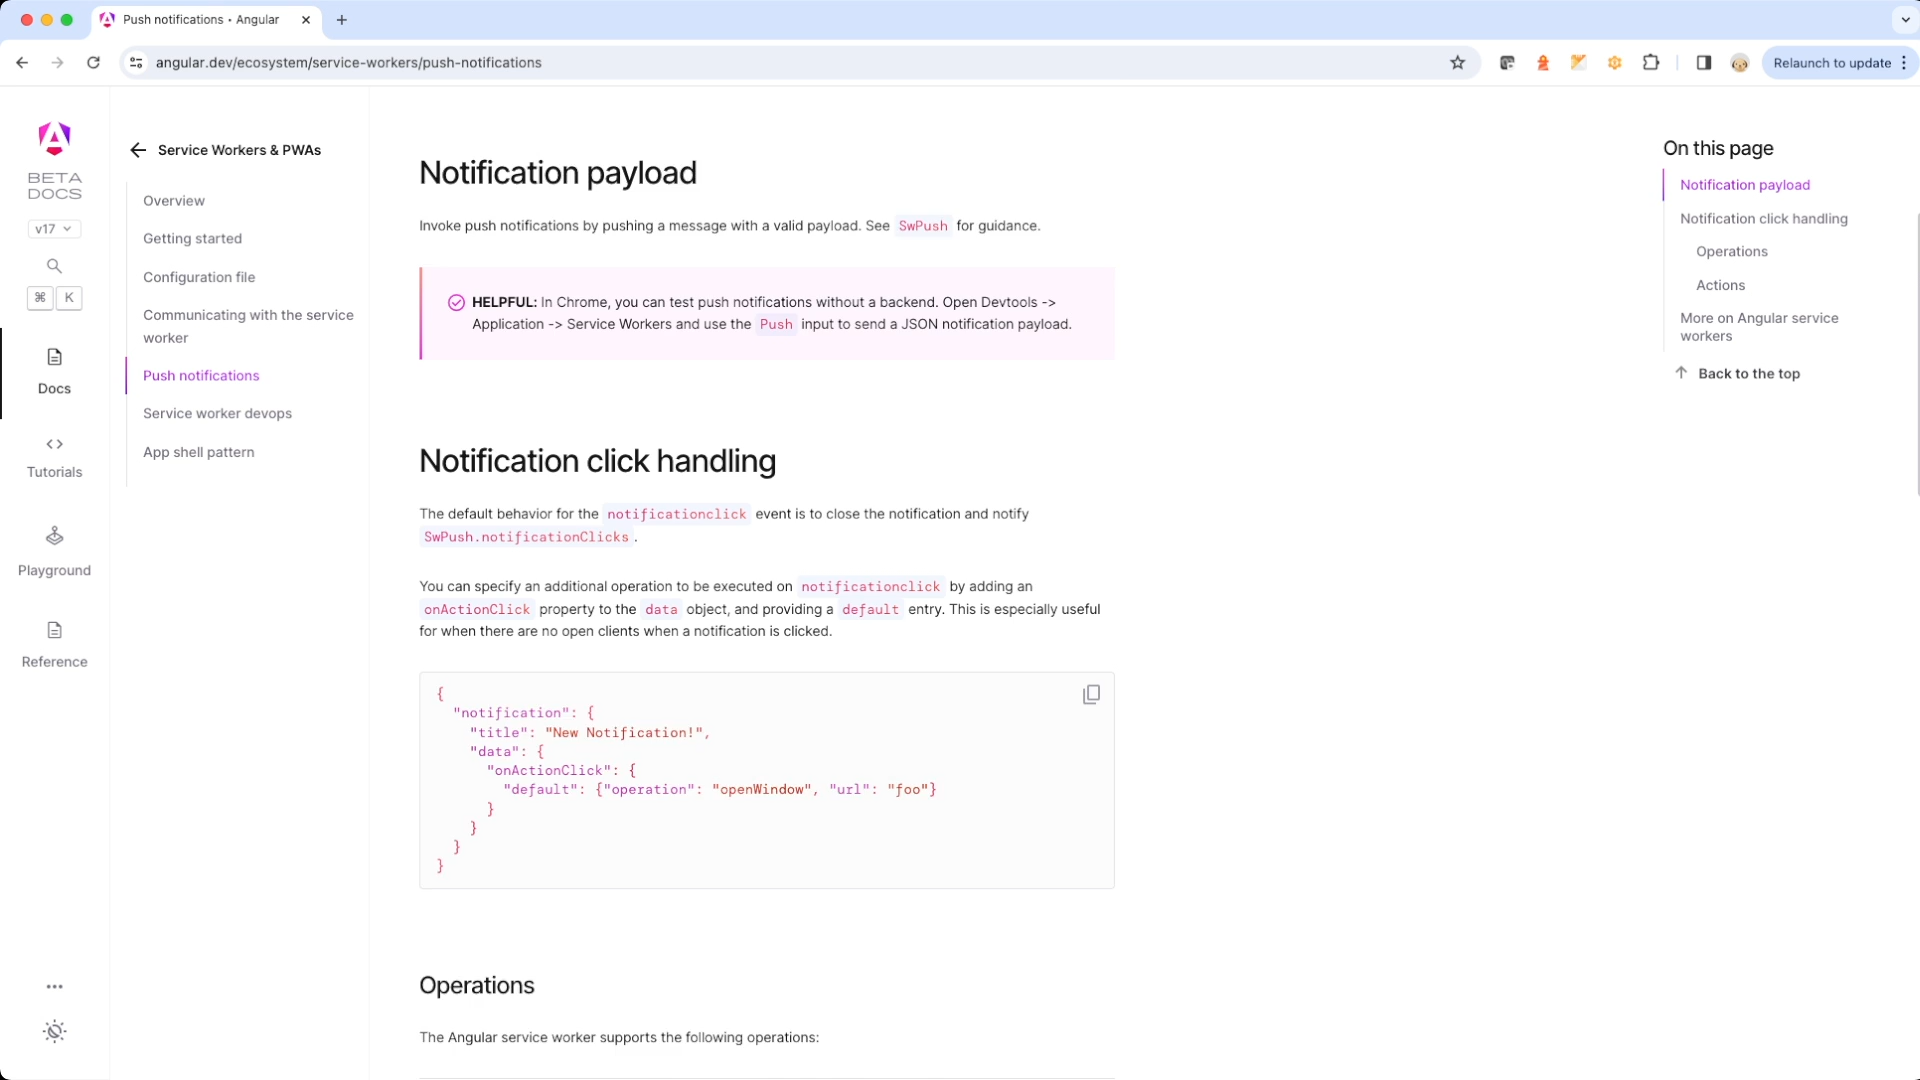 Push notifications • Angular
angular.dev/ecosystem/service-workers/push-notifications
Relaunch to update
BETA
DOCS
v17
⌘ K
Docs
Tutorials
Playground
Reference
Service Workers & PWAs
Overview
Getting started
Configuration file
Communicating with the service
worker
Push notifications
Service worker devops
App shell pattern
Notification payload
Invoke push notifications by pushing a message with a valid payload. See SwPush for guidance.
HELPFUL: In Chrome, you can test push notifications without a backend. Open Devtools ->
Application -> Service Workers and use the Push input to send a JSON notification payload.
Notification click handling
The default behavior for the notificationclick event is to close the notification and notify
SwPush.notificationClicks.
You can specify an additional operation to be executed on notificationclick by adding an
onActionClick property to the data object, and providing a default entry. This is especially useful
for when there are no open clients when a notification is clicked.
{
"notification": {
"title": "New Notification!",
"data": {
"onActionClick": {
"default": {"operation": "openWindow", "url": "foo"}
}
}
}
}
Operations
The Angular service worker supports the following operations:
On this page
Notification payload
Notification click handling
Operations
Actions
More on Angular service
workers
Back to the top